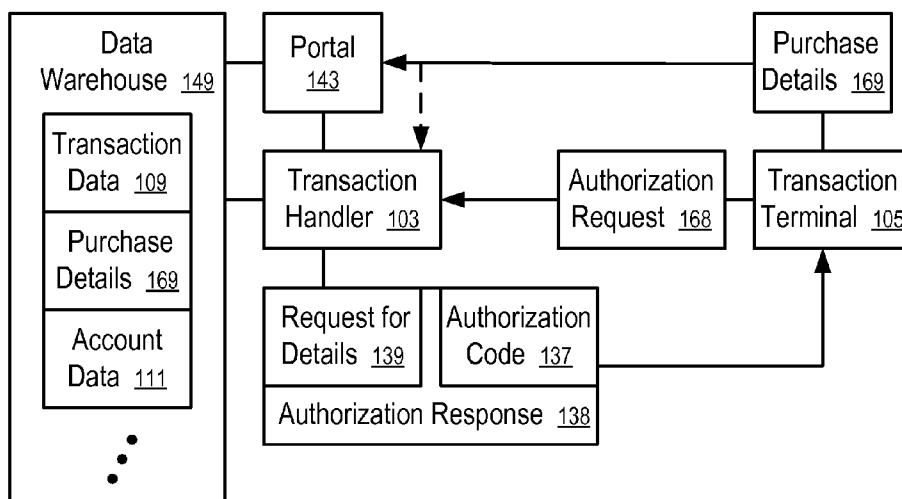 Data
Warehouse 149
Transaction
Data 109
Purchase
Details 169
Account
Data 111
Portal
143
Purchase
Details 169
Transaction
Handler 103
Authorization
Request 168
Transaction
Terminal 105
Request for
Details 139
Authorization
Code 137
Authorization Response 138